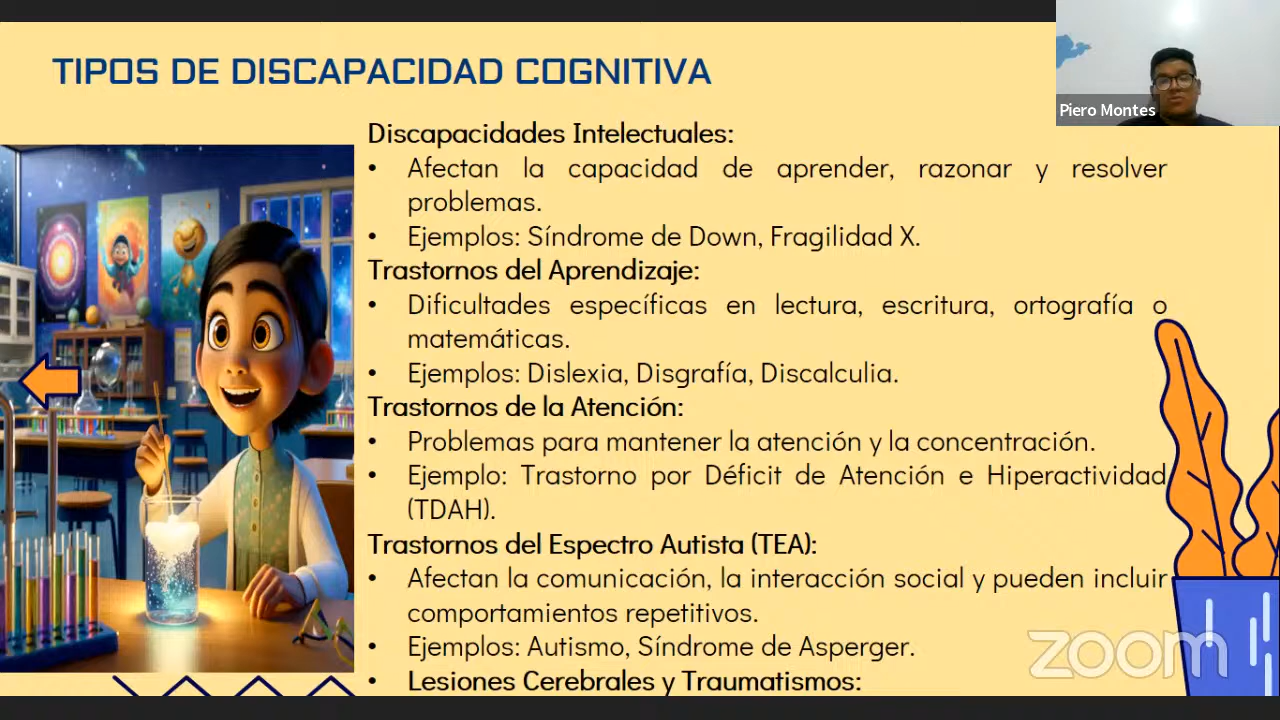 TIPOS DE DISCAPACIDAD COGNITIVA
Piero Montes
Discapacidades Intelectuales:
• Afectan la capacidad de aprender, razonar y resolver
problemas.
• Ejemplos: Síndrome de Down, Fragilidad X.
Trastornos del Aprendizaje:
• Dificultades específicas en lectura, escritura, ortografía o
matemáticas.
• Ejemplos: Dislexia, Disgrafía, Discalculia.
Trastornos de la Atención:
• Problemas para mantener la atención y la concentración.
• Ejemplo: Trastorno por Déficit de Atención e Hiperactividad
(TDAH).
Trastornos del Espectro Autista (TEA):
• Afectan la comunicación, la interacción social y pueden incluir
comportamientos repetitivos.
• Ejemplos: Autismo, Síndrome de Asperger.
• Lesiones Cerebrales y Traumatismos:
zoom